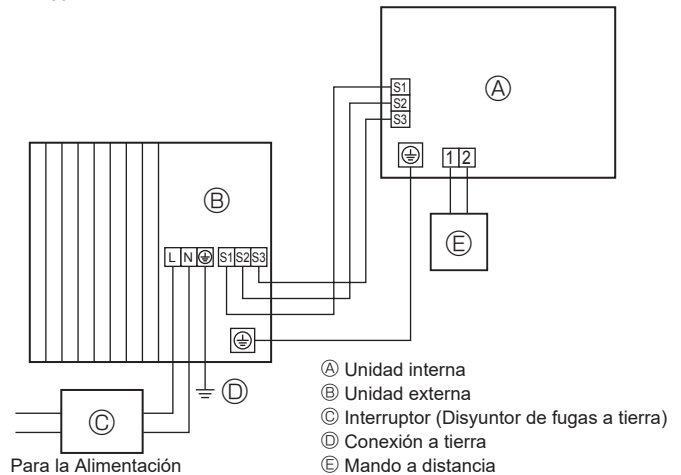 S1
S2
S3
Ⓐ
1 2
Ⓑ
Ⓔ
L N S1 S2 S3
Ⓓ
Ⓒ
Para la Alimentación
Ⓐ Unidad interna
Ⓑ Unidad externa
Ⓒ Interruptor (Disyuntor de fugas a tierra)
Ⓓ Conexión a tierra
Ⓔ Mando a distancia